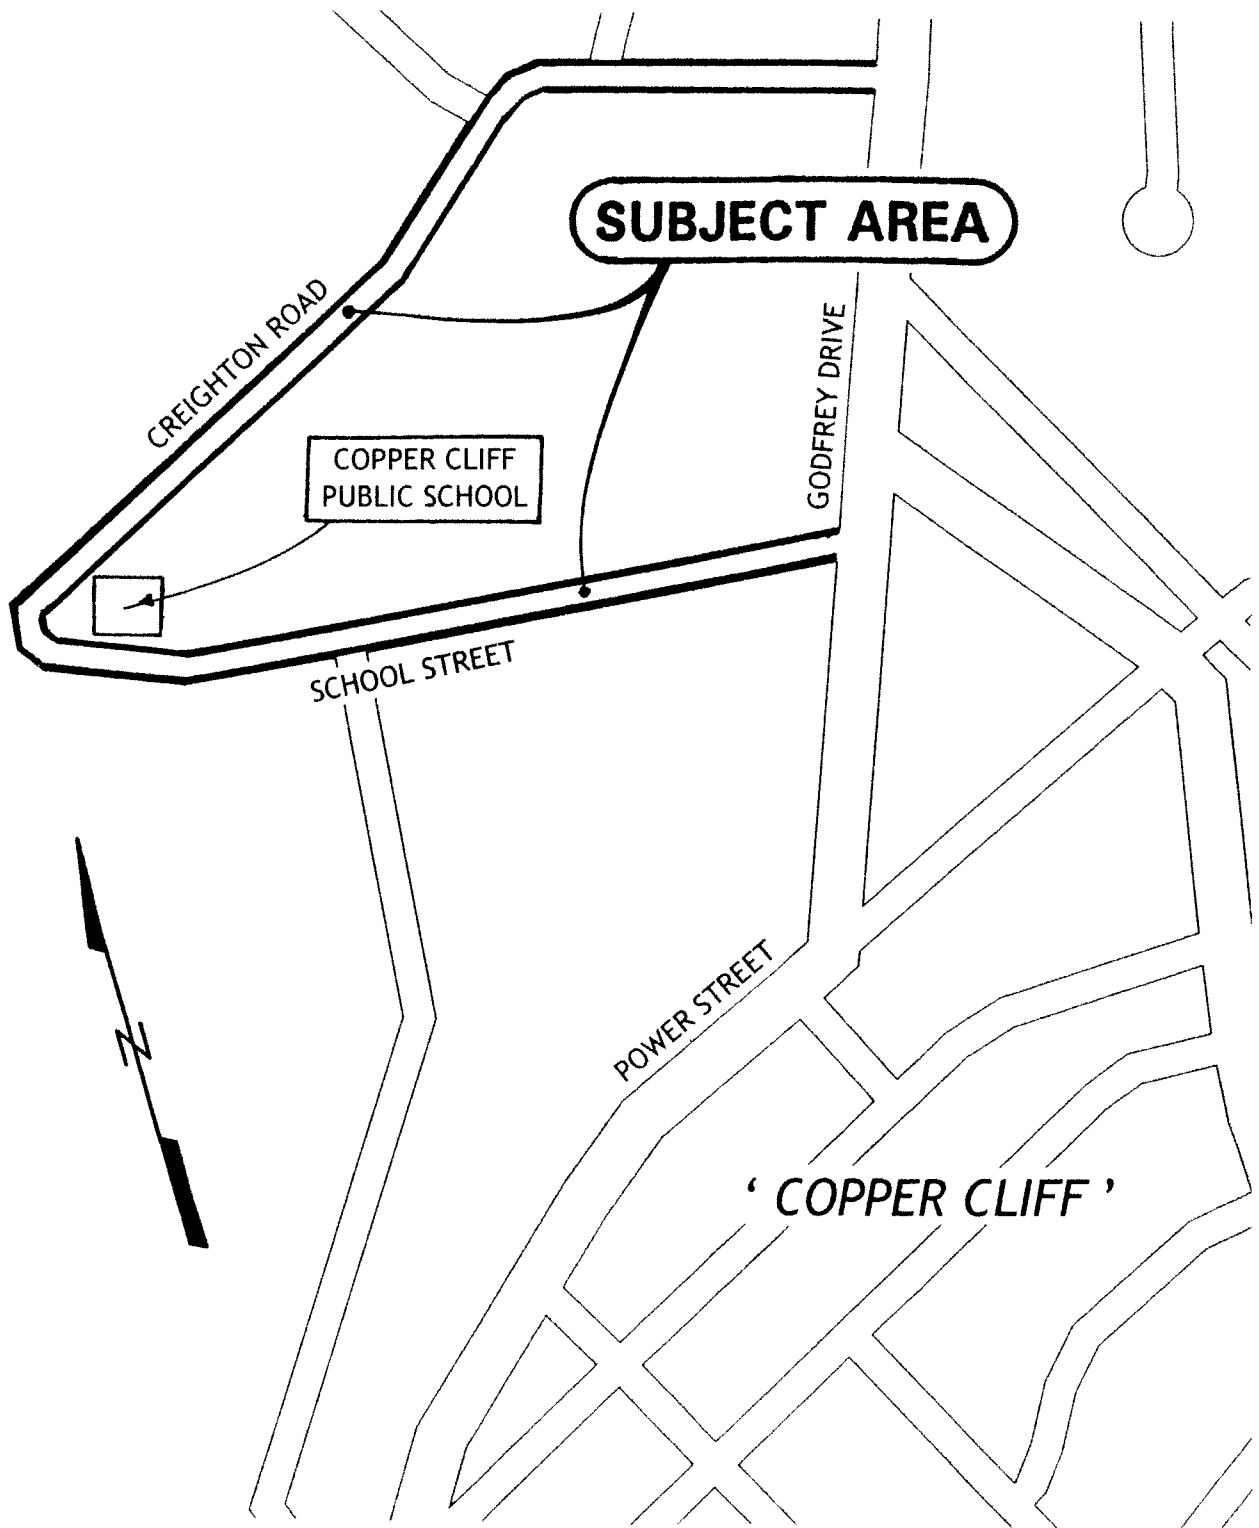 SUBJECT AREA
CREIGHTON ROAD
GODFREY DRIVE
COPPER CLIFF
PUBLIC SCHOOL
SCHOOL STREET
POWER STREET
N
‘ COPPER CLIFF ’